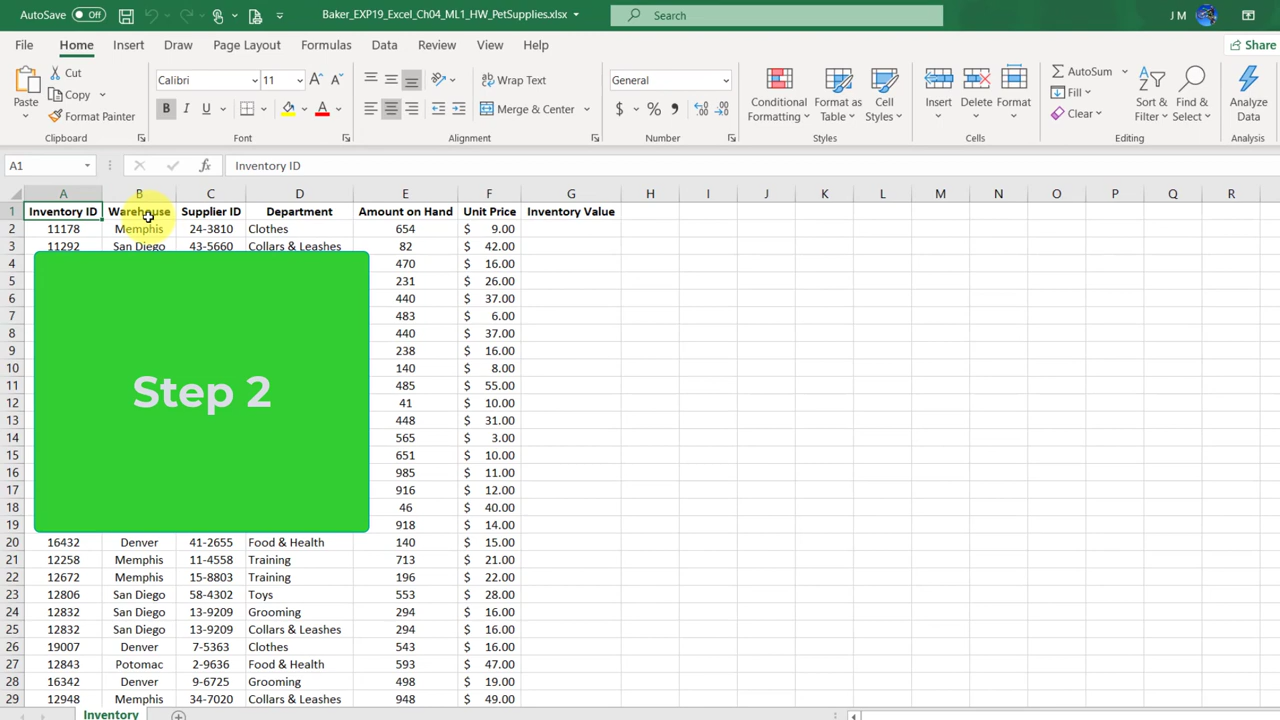 AutoSave Off Baker_EXP19_Excel_Ch04_ML1_HW_PetSupplies.xlsx Search J M
File Home Insert Draw Page Layout Formulas Data Review View Help Share
Paste Cut Copy Format Painter
Calibri 11 B I U A
Wrap Text Merge & Center
General $ % ,
Conditional Formatting Format as Table Cell Styles
Insert Delete Format
AutoSum Fill Clear Sort & Filter Find & Select
Analyze Data
Clipboard Font Alignment Number Styles Cells Editing Analysis
A1 fx Inventory ID
A B C D E F G H I J K L M N O P Q R
1 Inventory ID Warehouse Supplier ID Department Amount on Hand Unit Price Inventory Value
2 11178 Memphis 24-3810 Clothes 654 $ 9.00
3 11292 San Diego 43-5660 Collars & Leashes 82 $ 42.00
4 470 $ 16.00
5 231 $ 26.00
6 440 $ 37.00
7 483 $ 6.00
8 440 $ 37.00
9 238 $ 16.00
10 140 $ 8.00
11 485 $ 55.00
Step 2
12 41 $ 10.00
13 448 $ 31.00
14 565 $ 3.00
15 651 $ 10.00
16 985 $ 11.00
17 916 $ 12.00
18 46 $ 40.00
19 918 $ 14.00
20 16432 Denver 41-2655 Food & Health 140 $ 15.00
21 12258 Memphis 11-4558 Training 713 $ 21.00
22 12672 Memphis 15-8803 Training 196 $ 22.00
23 12806 San Diego 58-4302 Toys 553 $ 28.00
24 12832 San Diego 13-9209 Grooming 294 $ 16.00
25 12832 San Diego 13-9209 Collars & Leashes 294 $ 16.00
26 19007 Denver 7-5363 Clothes 543 $ 16.00
27 12843 Potomac 2-9636 Food & Health 593 $ 47.00
28 16342 Denver 9-6725 Grooming 498 $ 19.00
29 12948 Memphis 34-7020 Collars & Leashes 948 $ 49.00
Inventory